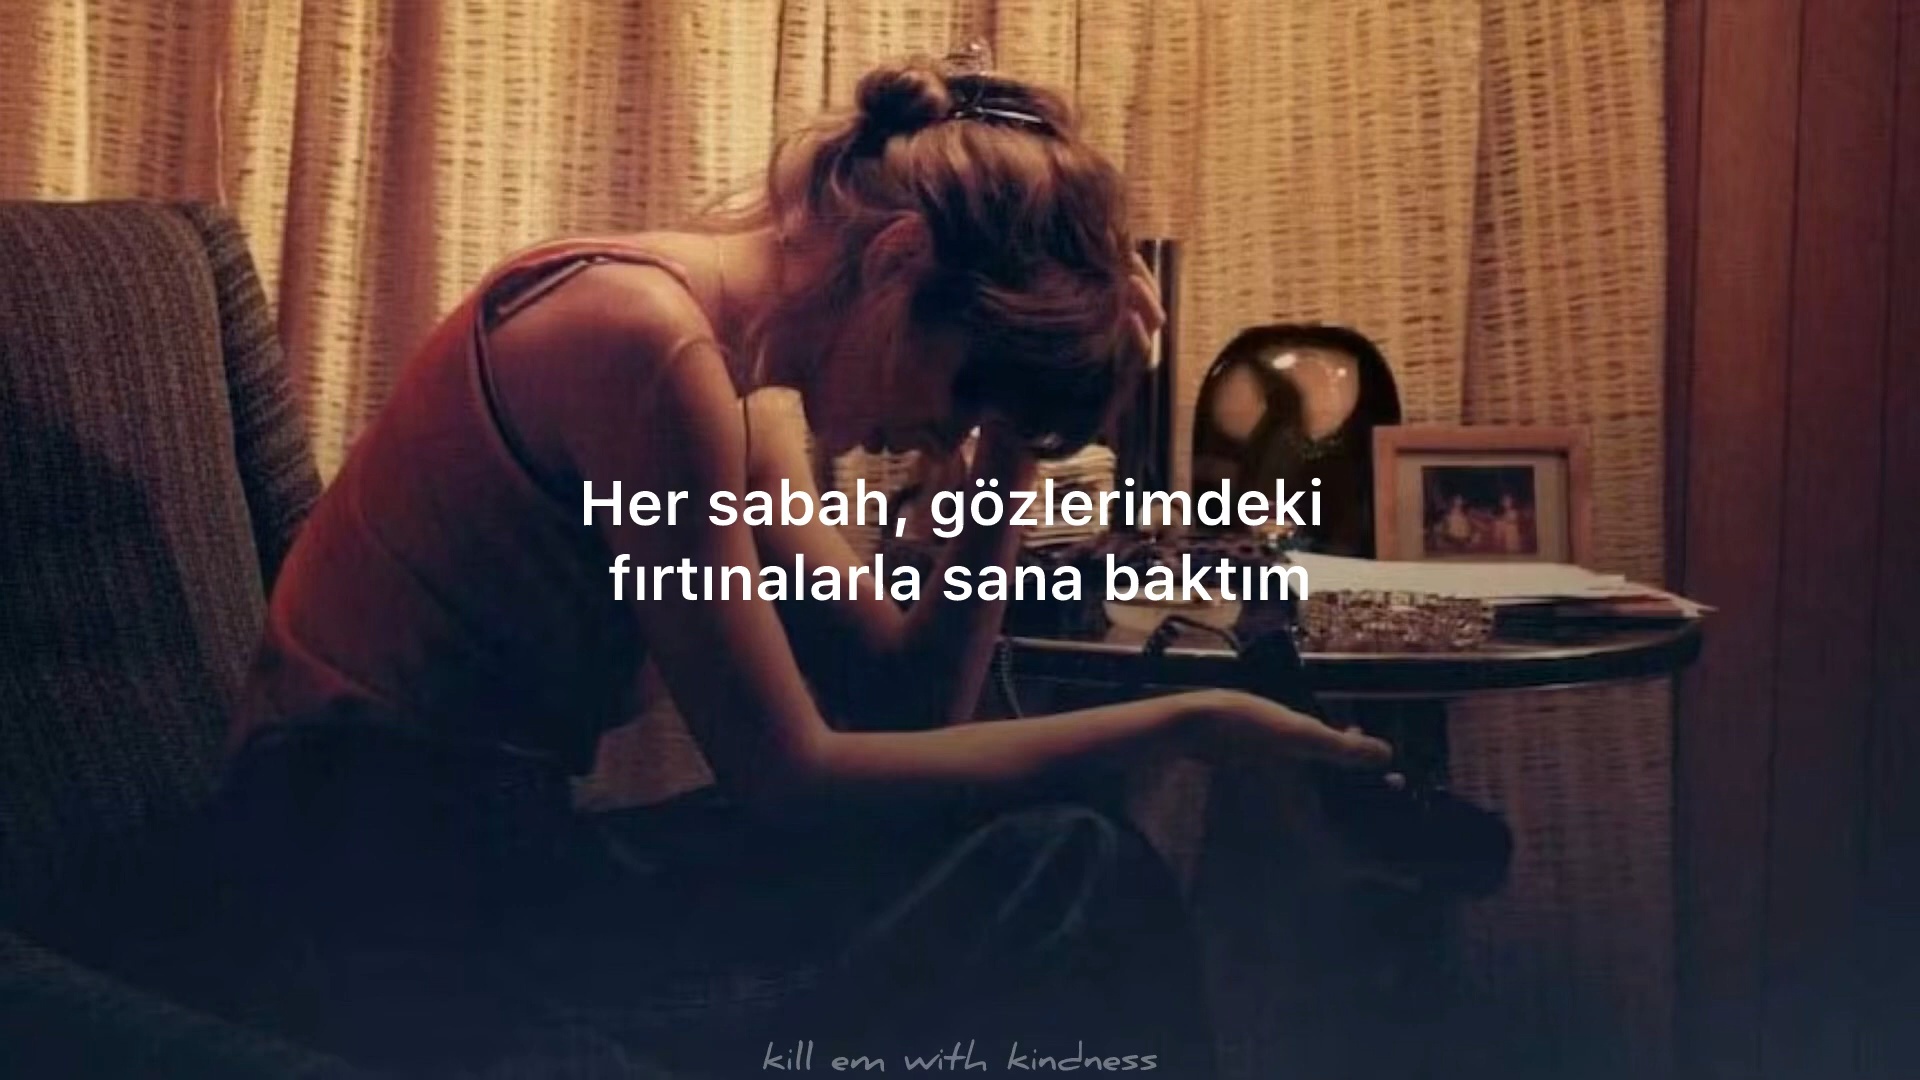 Her sabah, gözlerimdeki
fırtınalarla sana baktım
kill em with kindness